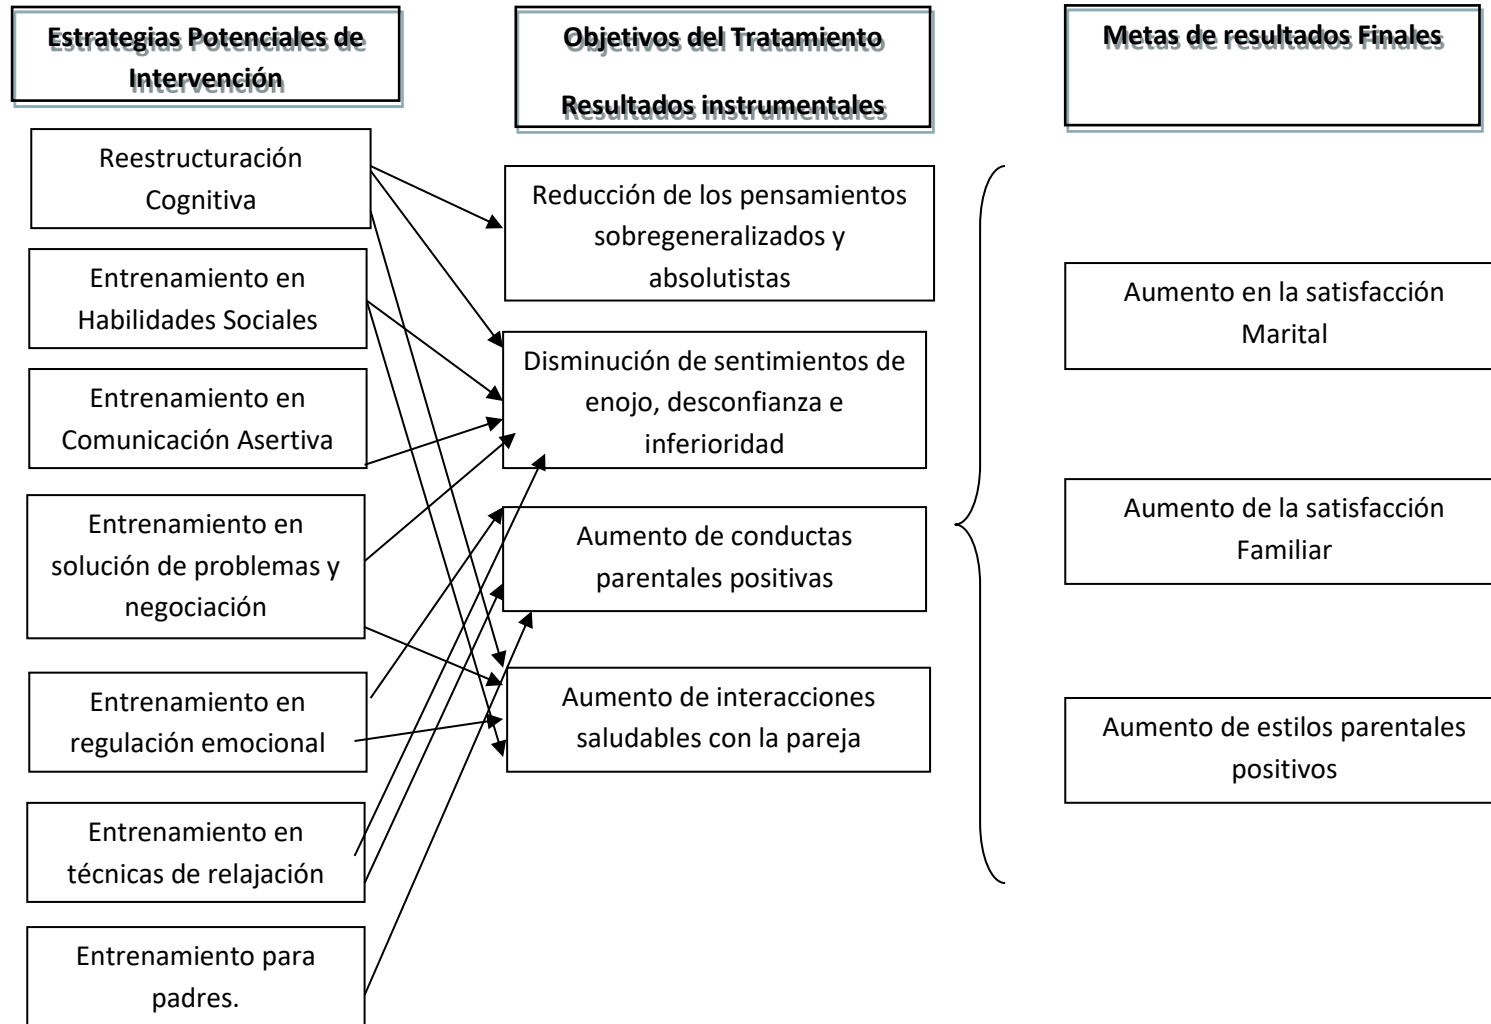 Estrategias Potenciales de
Intervención
Objetivos del Tratamiento
Resultados instrumentales
Metas de resultados Finales
Reestructuración
Cognitiva
Entrenamiento en
Habilidades Sociales
Entrenamiento en
Comunicación Asertiva
Entrenamiento en
solución de problemas y
negociación
Entrenamiento en
regulación emocional
Entrenamiento en
técnicas de relajación
Entrenamiento para
padres.
Reducción de los pensamientos
sobregeneralizados y
absolutistas
Disminución de sentimientos de
enojo, desconfianza e
inferioridad
Aumento de conductas
parentales positivas
Aumento de interacciones
saludables con la pareja
Aumento en la satisfacción
Marital
Aumento de la satisfacción
Familiar
Aumento de estilos parentales
positivos